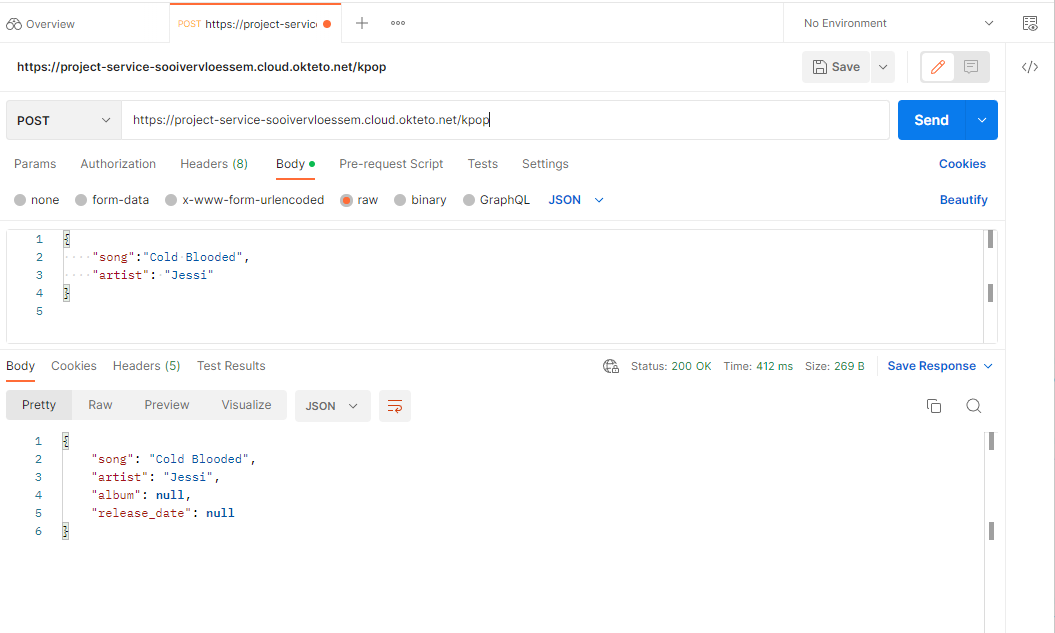 Overview
POST https://project-servic
No Environment
https://project-service-sooivervloessem.cloud.okteto.net/kpop
Save
</>
POST
https://project-service-sooivervloessem.cloud.okteto.net/kpop
Send
Params Authorization Headers (8) Body Pre-request Script Tests Settings Cookies
none form-data x-www-form-urlencoded raw binary GraphQL JSON Beautify
1 {
2 "song":"Cold Blooded",
3 "artist": "Jessi"
4 }
5
Body Cookies Headers (5) Test Results Status: 200 OK Time: 412 ms Size: 269 B Save Response
Pretty Raw Preview Visualize JSON
1 {
2 "song": "Cold Blooded",
3 "artist": "Jessi",
4 "album": null,
5 "release_date": null
6 }